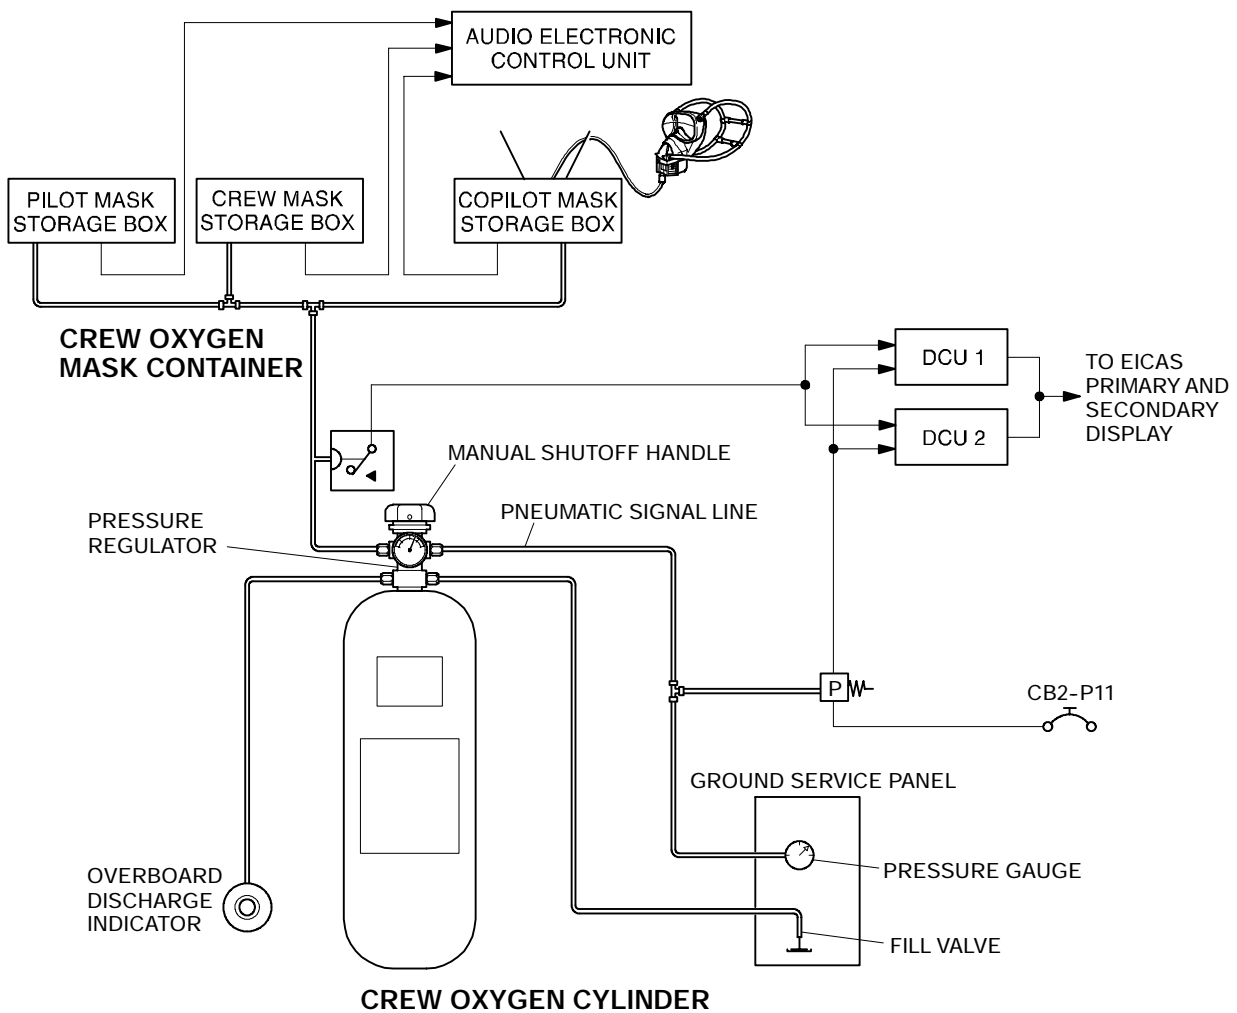 AUDIO ELECTRONIC
CONTROL UNIT
PILOT MASK
STORAGE BOX
CREW MASK
STORAGE BOX
COPILOT MASK
STORAGE BOX
CREW OXYGEN
MASK CONTAINER
DCU 1
DCU 2
TO EICAS
PRIMARY AND
SECONDARY
DISPLAY
MANUAL SHUTOFF HANDLE
PRESSURE
REGULATOR
PNEUMATIC SIGNAL LINE
P
CB2-P11
GROUND SERVICE PANEL
PRESSURE GAUGE
OVERBOARD
DISCHARGE
INDICATOR
FILL VALVE
CREW OXYGEN CYLINDER